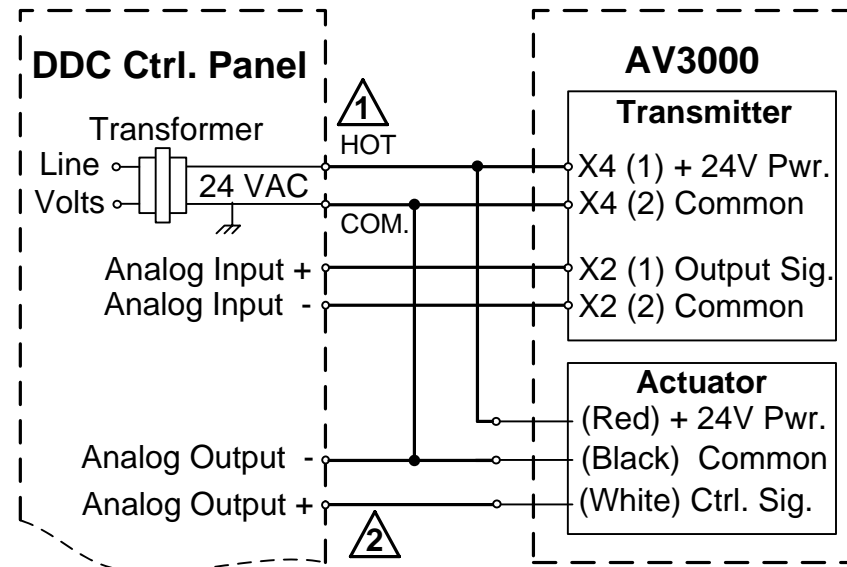 DDC Ctrl. Panel
Transformer
Line
Volts
24 VAC
1
HOT
COM.
Analog Input +
Analog Input -
Analog Output -
Analog Output +
2
AV3000
Transmitter
X4 (1) + 24V Pwr.
X4 (2) Common
X2 (1) Output Sig.
X2 (2) Common
Actuator
(Red) + 24V Pwr.
(Black) Common
(White) Ctrl. Sig.